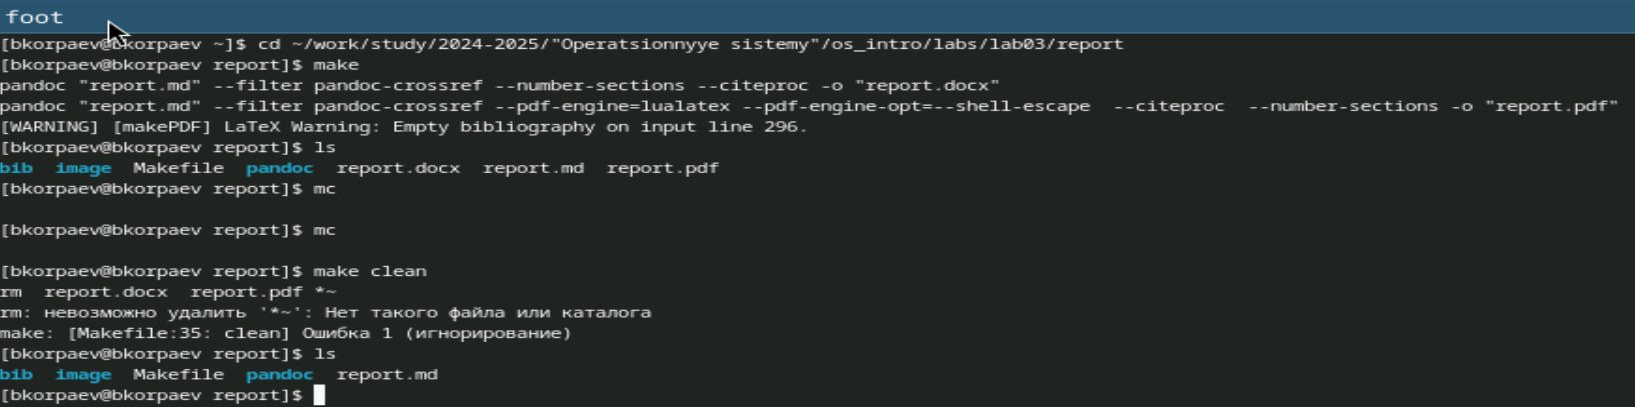 foot
[bkorpaev@bkorpaev ~]$ cd ~/work/study/2024-2025/"Operatsionnyye sistemy"/os_intro/labs/lab03/report
[bkorpaev@bkorpaev report]$ make
pandoc "report.md" --filter pandoc-crossref --number-sections --citeproc -o "report.docx"
pandoc "report.md" --filter pandoc-crossref --pdf-engine=lualatex --pdf-engine-opt=--shell-escape  --citeproc  --number-sections -o "report.pdf"
[WARNING] [makePDF] LaTeX Warning: Empty bibliography on input line 296.
[bkorpaev@bkorpaev report]$ ls
bib  image  Makefile  pandoc  report.docx  report.md  report.pdf
[bkorpaev@bkorpaev report]$ mc
[bkorpaev@bkorpaev report]$ mc
[bkorpaev@bkorpaev report]$ make clean
rm  report.docx  report.pdf *~
rm: невозможно удалить '*~': Нет такого файла или каталога
make: [Makefile:35: clean] Ошибка 1 (игнорирование)
[bkorpaev@bkorpaev report]$ ls
bib  image  Makefile  pandoc  report.md
[bkorpaev@bkorpaev report]$